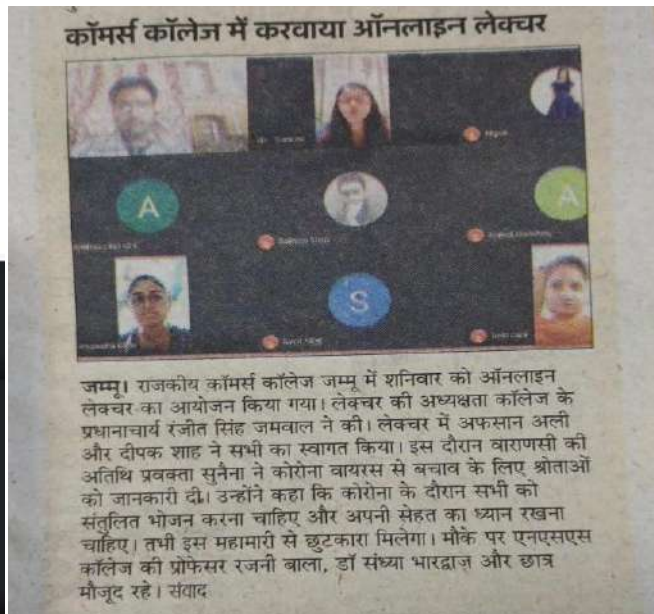 कॉमर्स कॉलेज में करवाया ऑनलाइन लेक्चर
A
A
S
जम्मू। राजकीय कॉमर्स कॉलेज जम्मू में शनिवार को ऑनलाइन
लेक्चर का आयोजन किया गया। लेक्चर की अध्यक्षता कॉलेज के
प्रधानाचार्य रंजीत सिंह जमवाल ने की। लेक्चर में अफसान अली
और दीपक शाह ने सभी का स्वागत किया। इस दौरान वाराणसी की
अतिथि प्रवक्ता सुनैना ने कोरोना वायरस से बचाव के लिए श्रोताओं
को जानकारी दी। उन्होंने कहा कि कोरोना के दौरान सभी को
संतुलित भोजन करना चाहिए और अपनी सेहत का ध्यान रखना
चाहिए। तभी इस महामारी से छुटकारा मिलेगा। मौके पर एनएसएस
कॉलेज की प्रोफेसर रजनी बाला, डॉ संध्या भारद्वाज और छात्र
मौजूद रहे। संवाद